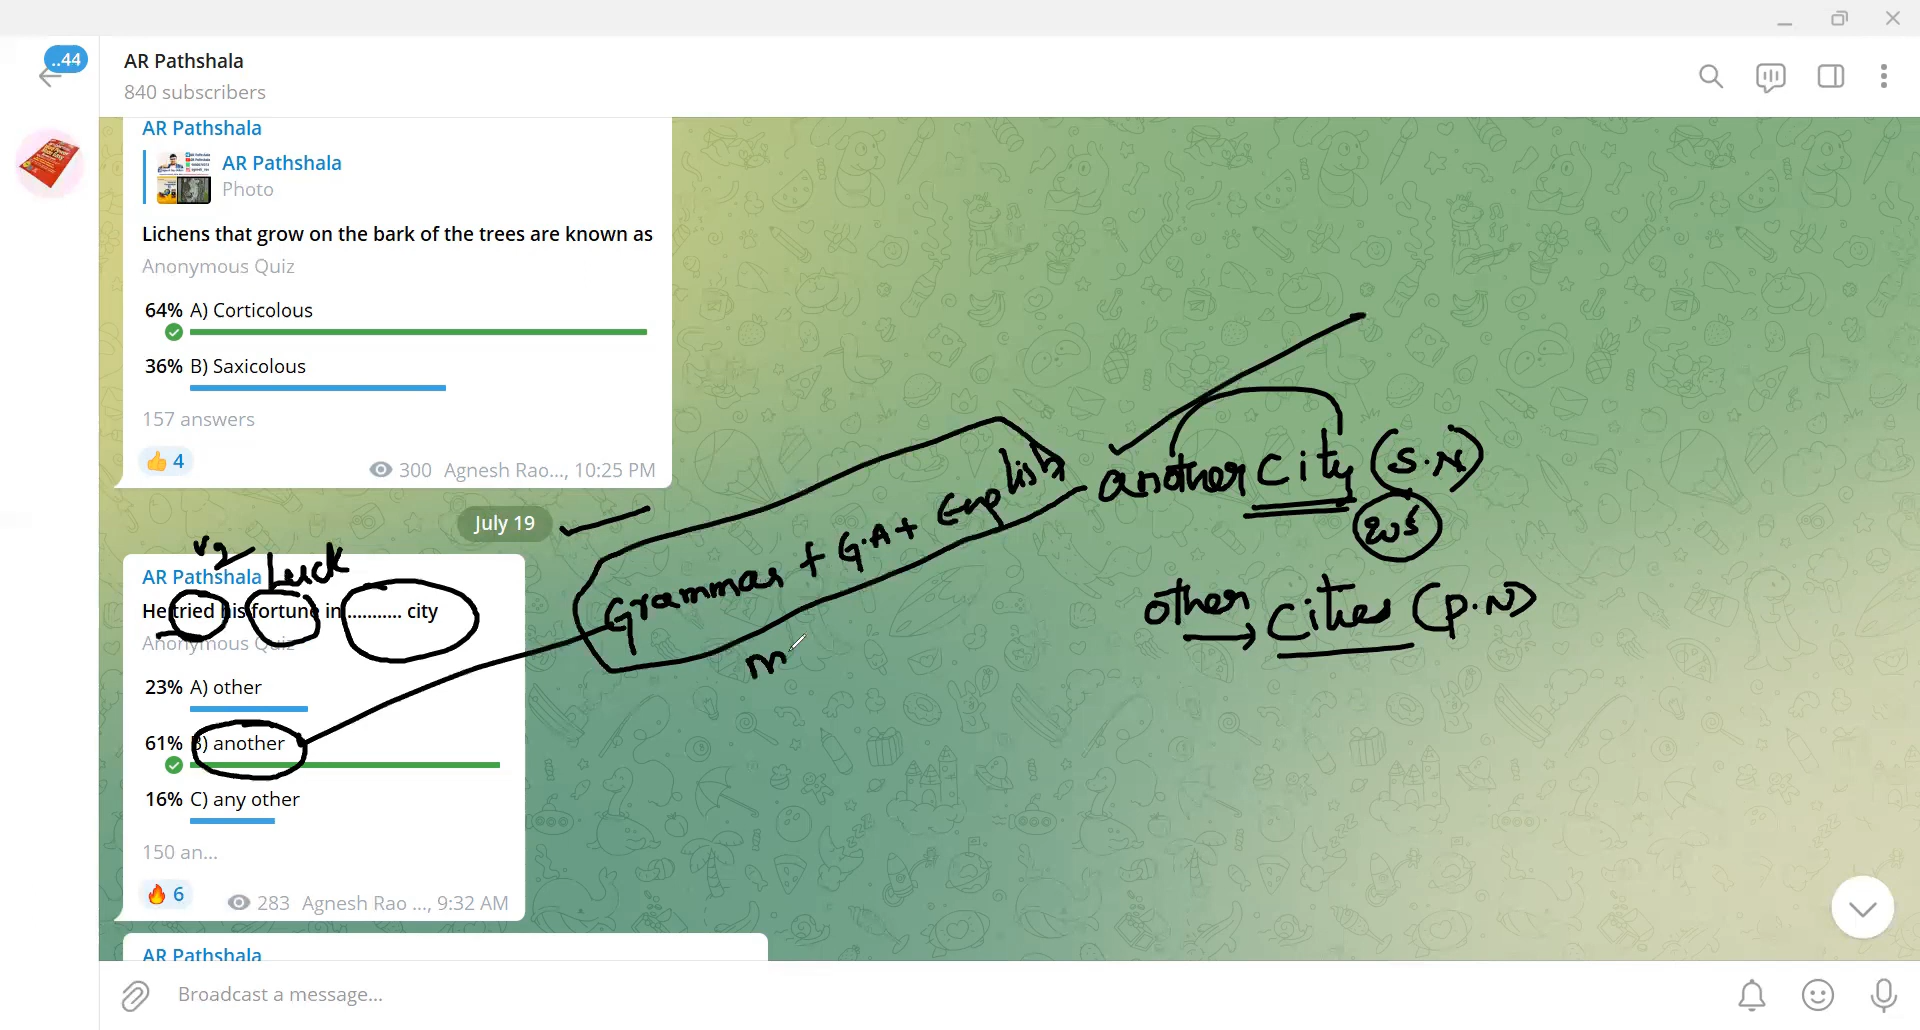 ..44
AR Pathshala
840 subscribers
AR Pathshala
AR Pathshala
Photo
Lichens that grow on the bark of the trees are known as
Anonymous Quiz
64% A) Corticolous
36% B) Saxicolous
157 answers
👍 4
300 Agnesh Rao..., 10:25 PM
July 19
V2
Luck
AR Pathshala
He tried his fortune in ........... city
Anonymous Quiz
23% A) other
61% B) another
16% C) any other
150 an...
🔥 6
283 Agnesh Rao ..., 9:32 AM
AR Pathshala
Grammar + G.A + English
another City (S.N)
other → Cities (P.N)
m
Broadcast a message...